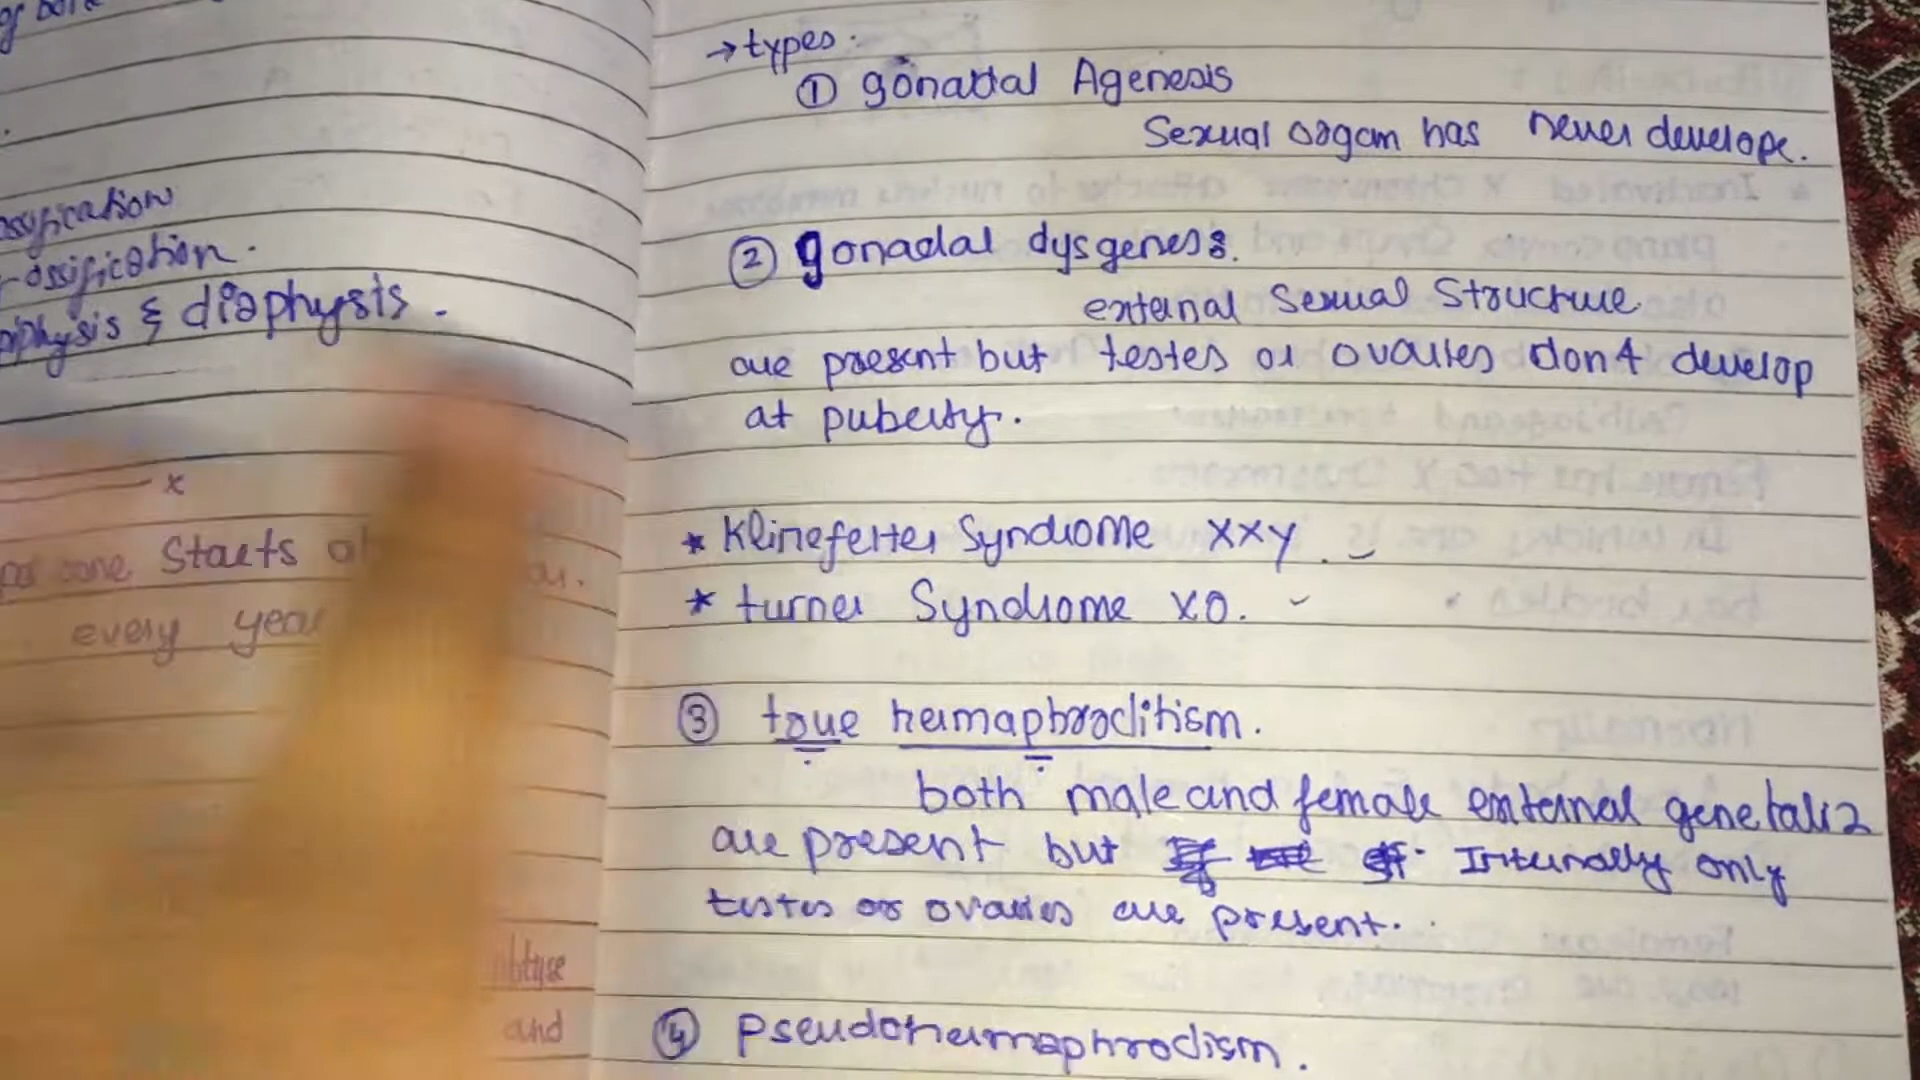 diaphysis.
Starts
every year
and
→ types.
① gonadal Agenesis
Sexual organ has never develope.
② gonadal dysgenesis.
external Sexual Structure
are present but testes or ovaries don't develop
at puberty.
* Klinefelter Syndrome XXY.
* turner Syndrome XO.
③ true hermaphroditism.
both male and female external genetalia
are present but Internally only
testes or ovaries are present.
④ Pseudohermaphrodism.